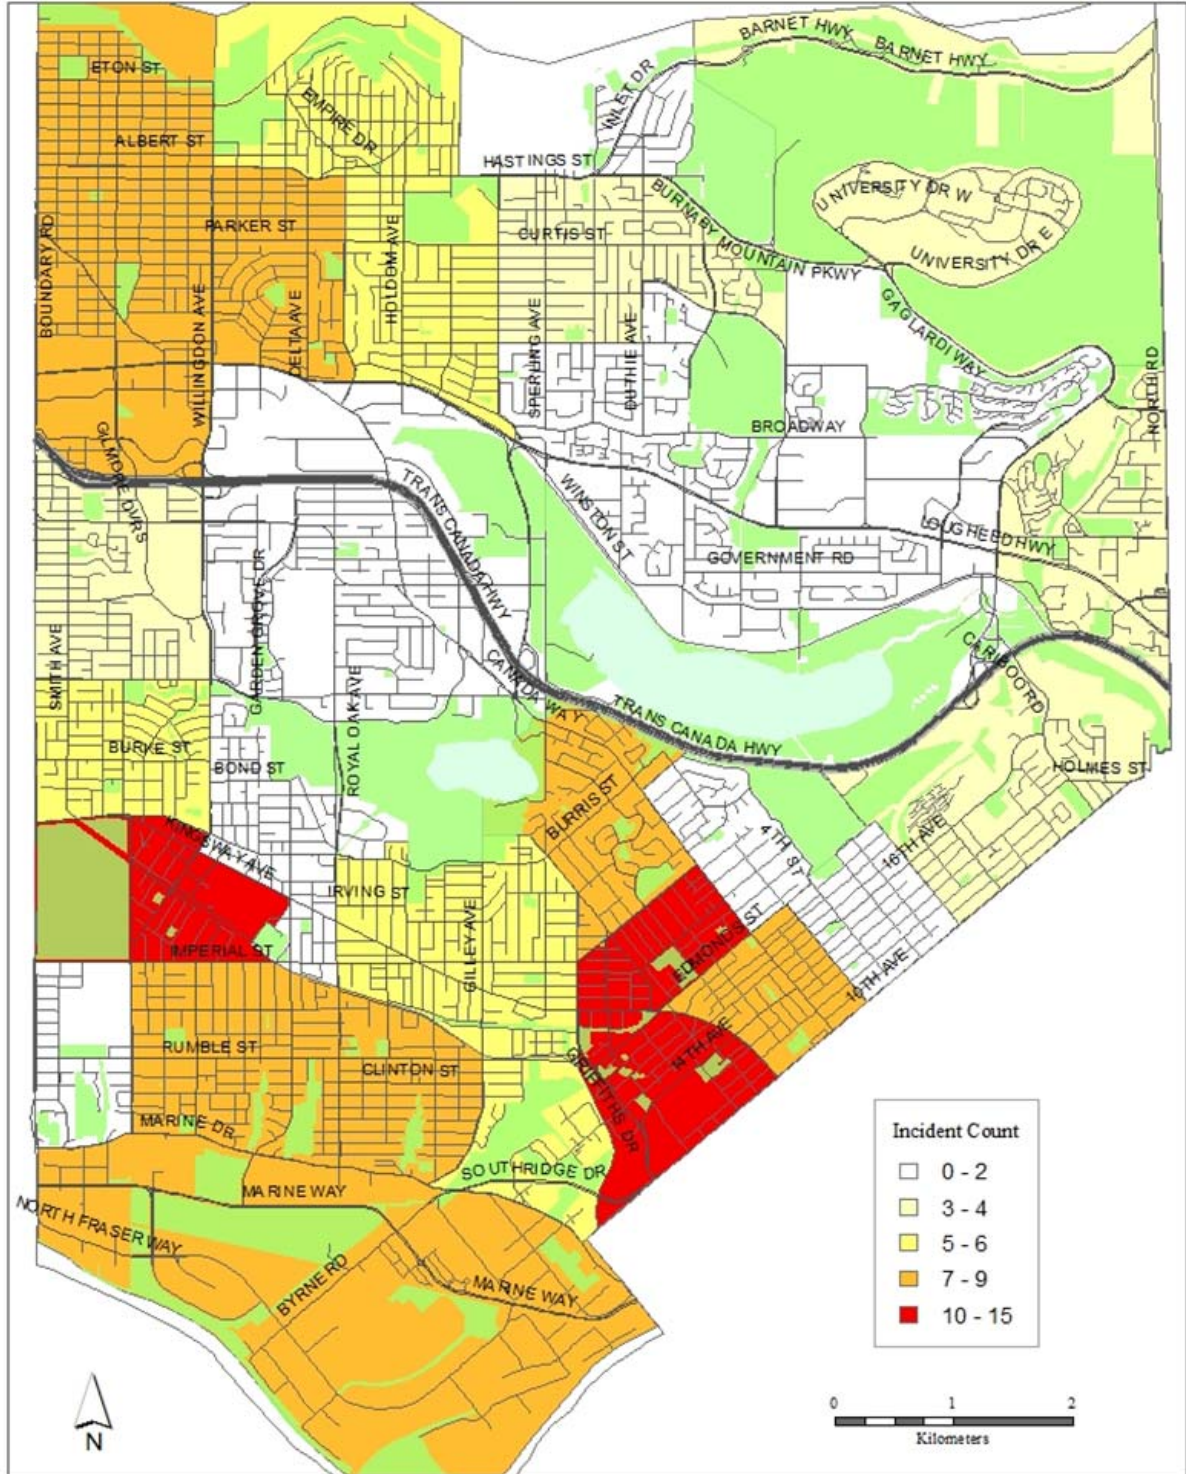 BARNET HWY
BARNET HWY
ETON ST
EMPIRE DR
INLET DR
ALBERT ST
HASTINGS ST
UNIVERSITY DR W
BURNABY MOUNTAIN PKWY
PARKER ST
CURTIS ST
UNIVERSITY DR E
BOUNDARY RD
HOLDOM AVE
WILLINGDON AVE
DELTA AVE
SPERLING AVE
DUTHIE AVE
GAGLARDI WAY
NORTH RD
BROADWAY
GILMORE DVRS
TRANS CANADA HWY
WINSTON ST
LOUGHEED HWY
GOVERNMENT RD
GARDEN GROVE DR
SMITH AVE
CANADA WAY
CARIBOO RD
ROYAL OAK AVE
TRANS CANADA HWY
BURKE ST
BOND ST
HOLMES ST
BURRIS ST
KINGSWAY AVE
4TH ST
16TH AVE
IRVING ST
GILLEY AVE
IMPERIAL ST
EDMONDS ST
10TH AVE
RUMBLE ST
14TH AVE
CLINTON ST
GRIFFITHS DR
MARINE DR
SOUTHRIDGE DR
MARINE WAY
NORTH FRASER WAY
BYRNE RD
MARINE WAY
Incident Count
0 - 2
3 - 4
5 - 6
7 - 9
10 - 15
N
0 1 2
Kilometers